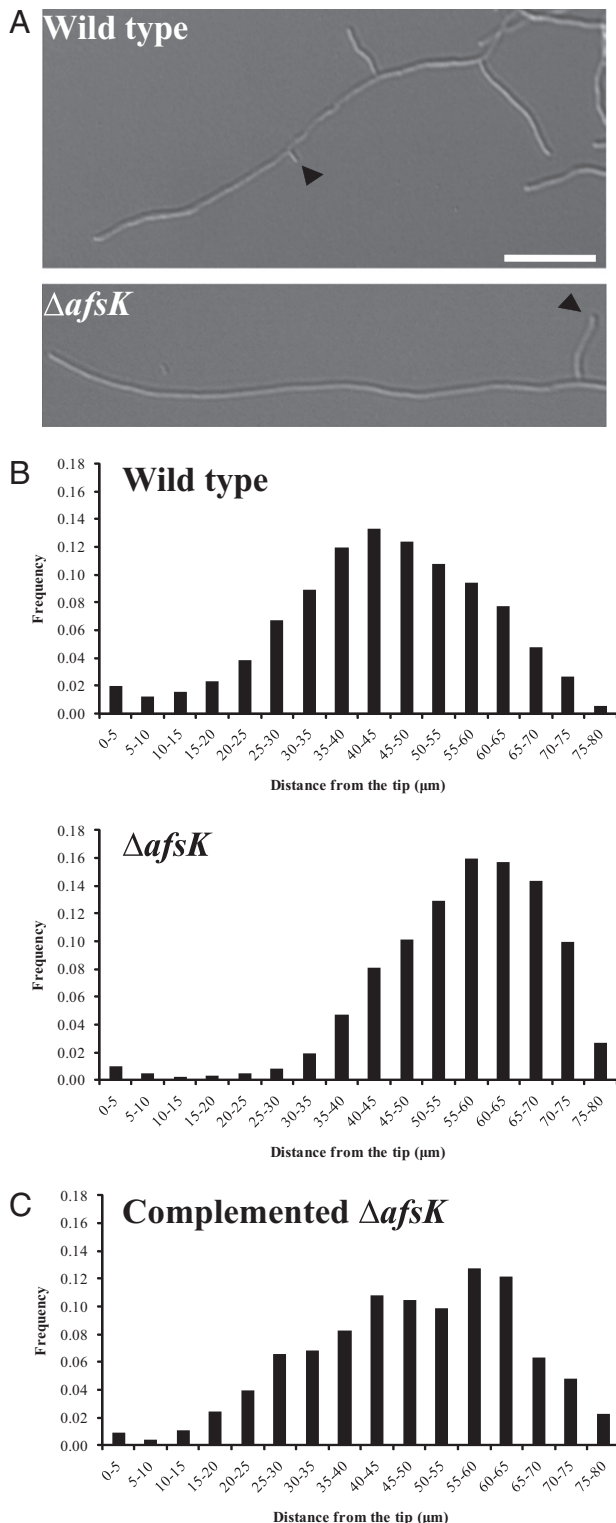 A
Wild type
ΔafsK
B
Wild type
Frequency
0.18
0.16
0.14
0.12
0.10
0.08
0.06
0.04
0.02
0.00
0-5 5-10 10-15 15-20 20-25 25-30 30-35 35-40 40-45 45-50 50-55 55-60 60-65 65-70 70-75 75-80
Distance from the tip (µm)
ΔafsK
Frequency
0.18
0.16
0.14
0.12
0.10
0.08
0.06
0.04
0.02
0.00
0-5 5-10 10-15 15-20 20-25 25-30 30-35 35-40 40-45 45-50 50-55 55-60 60-65 65-70 70-75 75-80
Distance from the tip (µm)
C
Complemented ΔafsK
Frequency
0.18
0.16
0.14
0.12
0.10
0.08
0.06
0.04
0.02
0.00
0-5 5-10 10-15 15-20 20-25 25-30 30-35 35-40 40-45 45-50 50-55 55-60 60-65 65-70 70-75 75-80
Distance from the tip (µm)